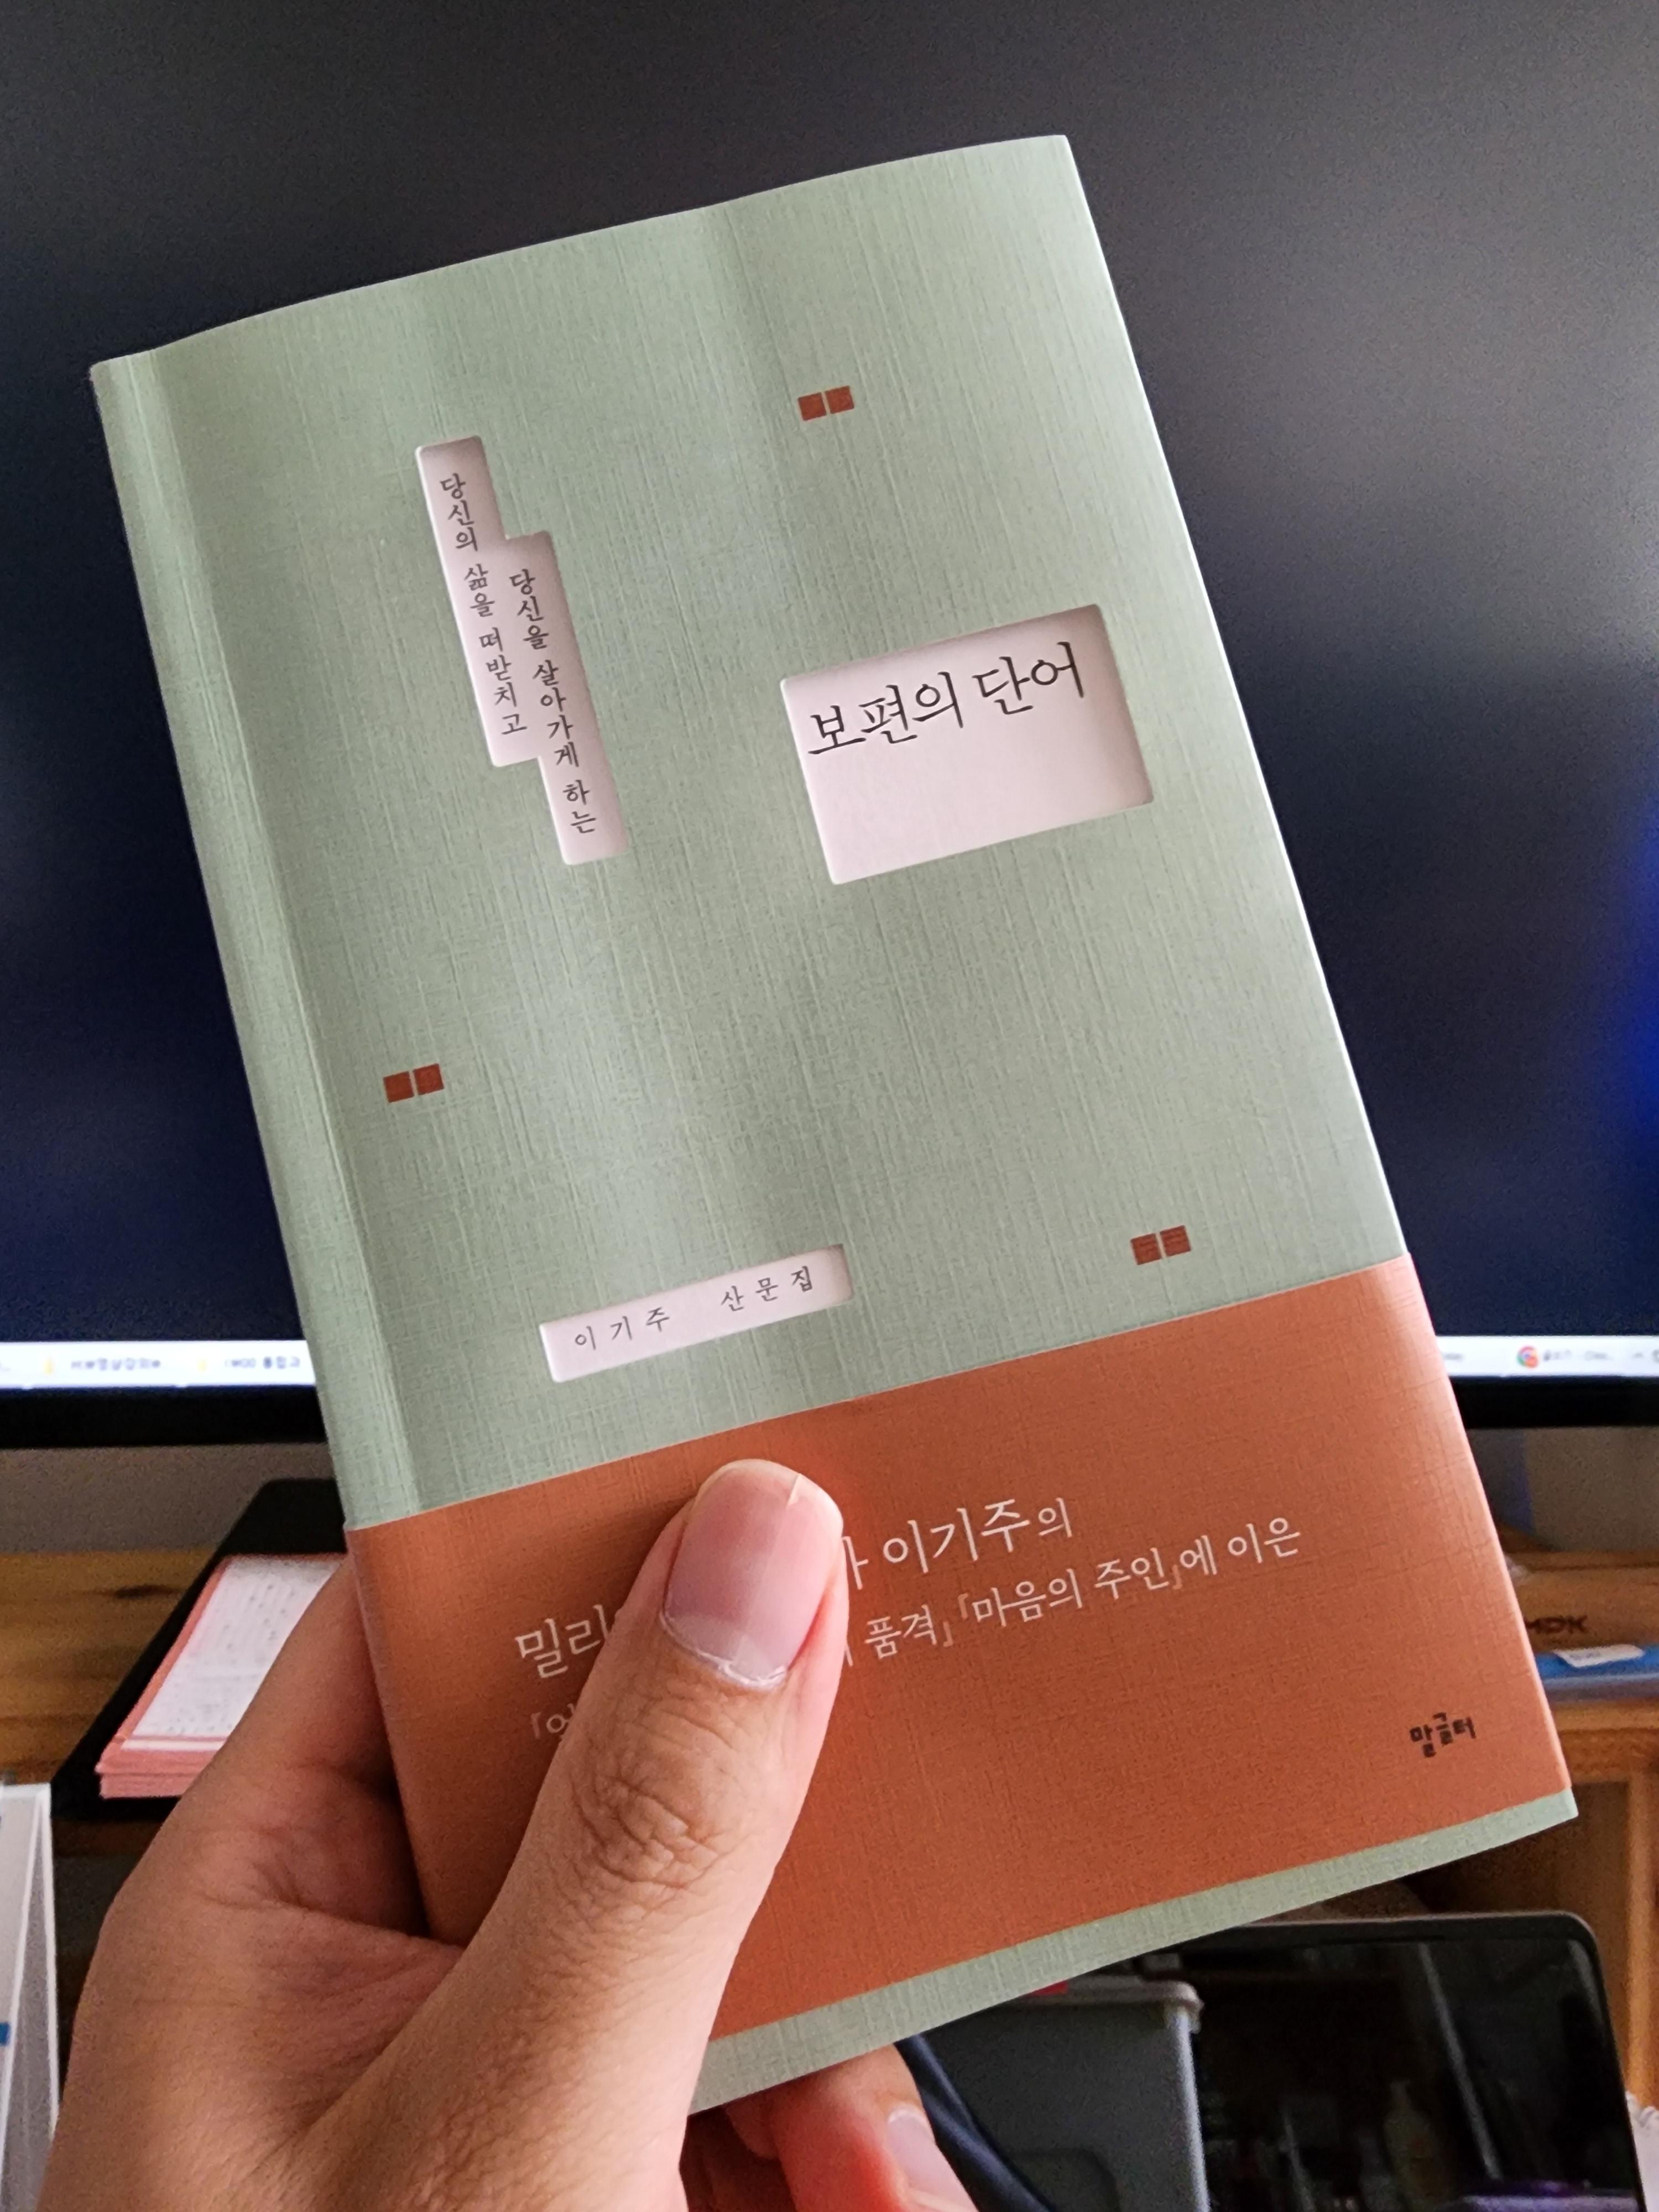 당신의 삶을 떠받치고
당신을 살아가게 하는
보편의 단어
이기주 산문집
이기주의
품격』 『마음의 주인』에 이은
말글터